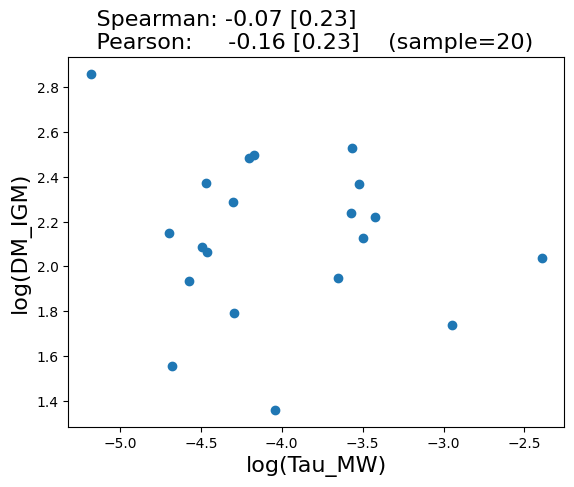 Spearman: -0.07 [0.23]
Pearson: -0.16 [0.23] (sample=20)
2.8
2.6
2.4
2.2
2.0
1.8
1.6
1.4
log(DM_IGM)
−5.0 −4.5 −4.0 −3.5 −3.0 −2.5
log(Tau_MW)